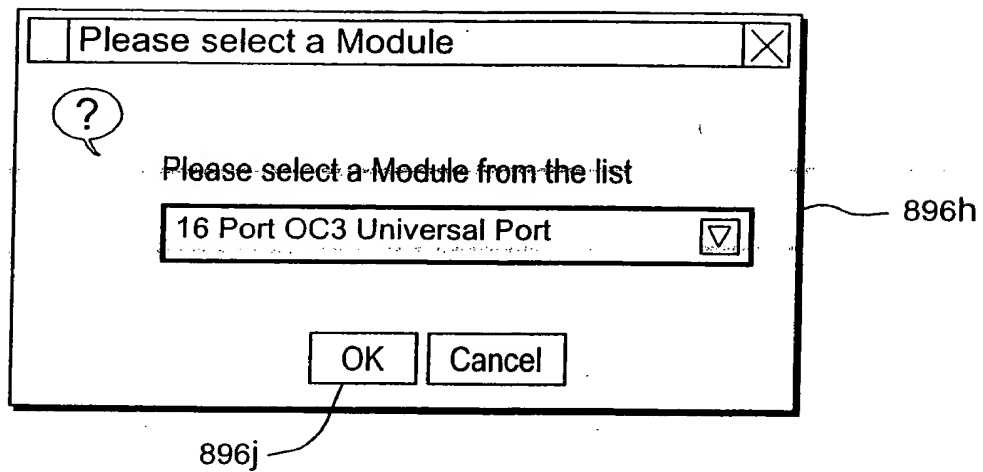 Please select a Module
?
Please select a Module from the list
16 Port OC3 Universal Port
896h
OK Cancel
896j